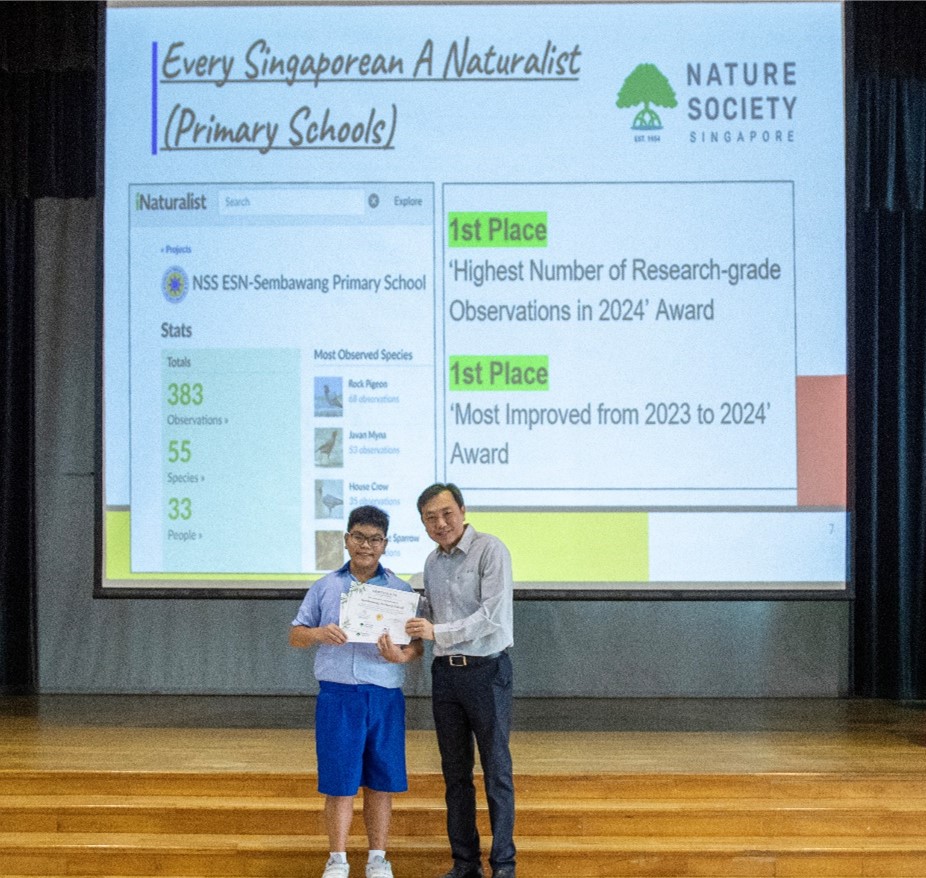 Every Singaporean A Naturalist
(Primary Schools)
NATURE
SOCIETY
SINGAPORE
EST. 1954
iNaturalist
Search
Explore
« Projects
NSS ESN-Sembawang Primary School
Stats
Totals
383
Observations »
55
Species »
33
People »
Most Observed Species
Rock Pigeon
68 observations
Javan Myna
53 observations
House Crow
25 observations
Sparrow
1st Place
‘Highest Number of Research-grade
Observations in 2024’ Award
1st Place
‘Most Improved from 2023 to 2024’
Award
7